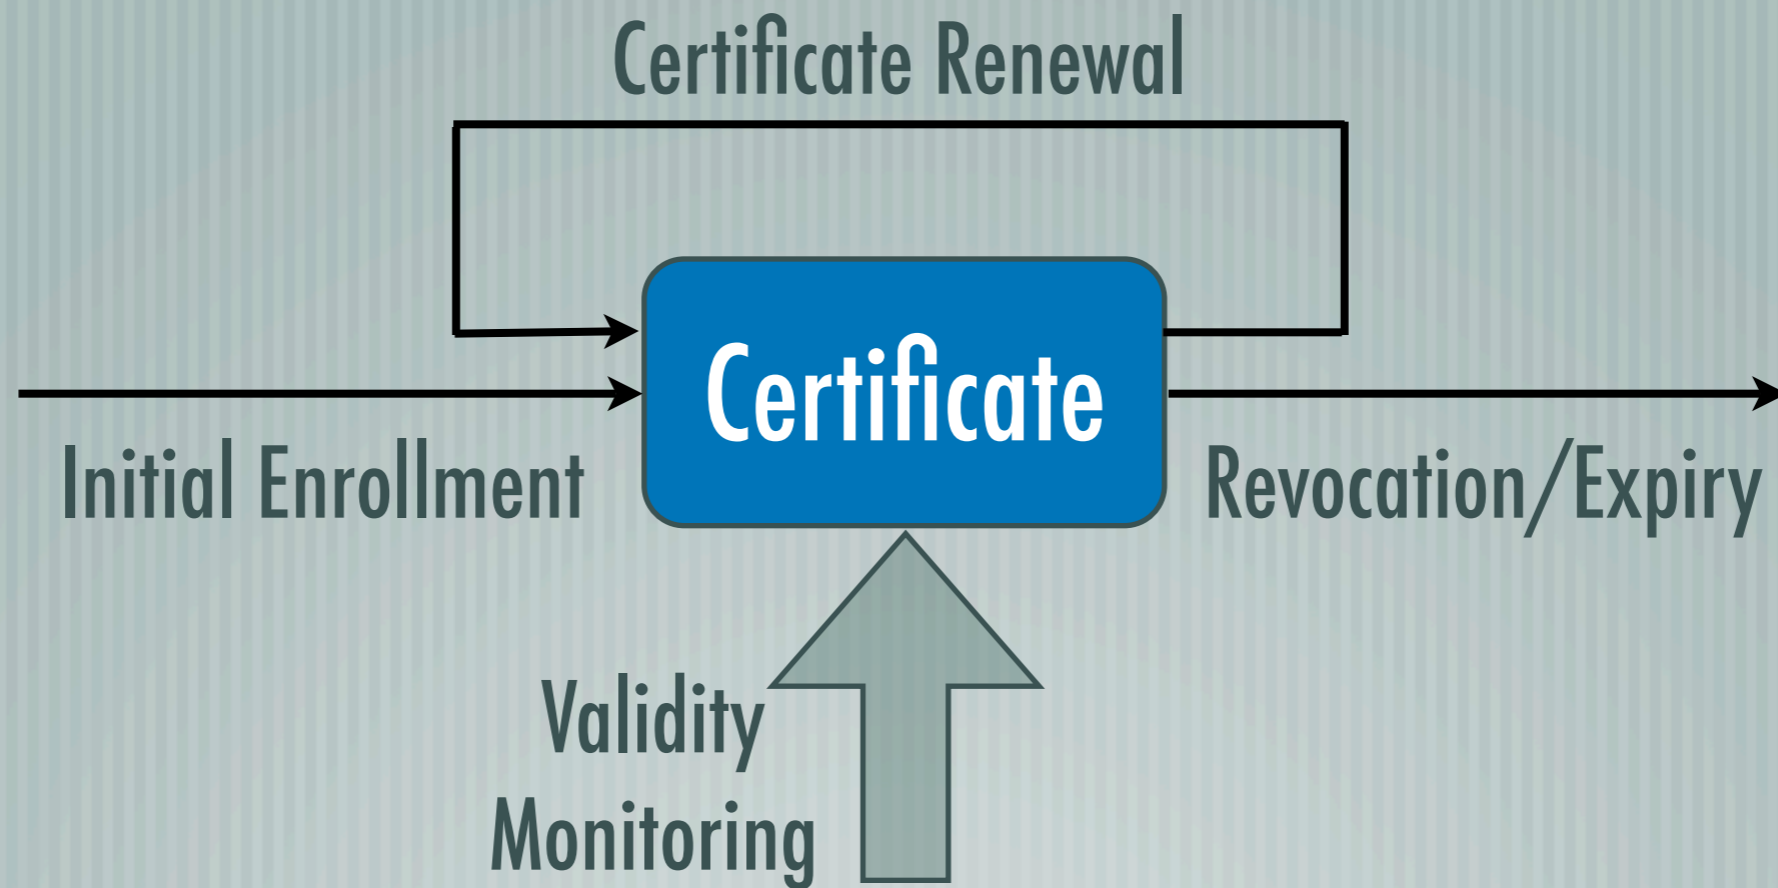 Certificate Renewal
Certificate
Initial Enrollment
Revocation/Expiry
Validity
Monitoring